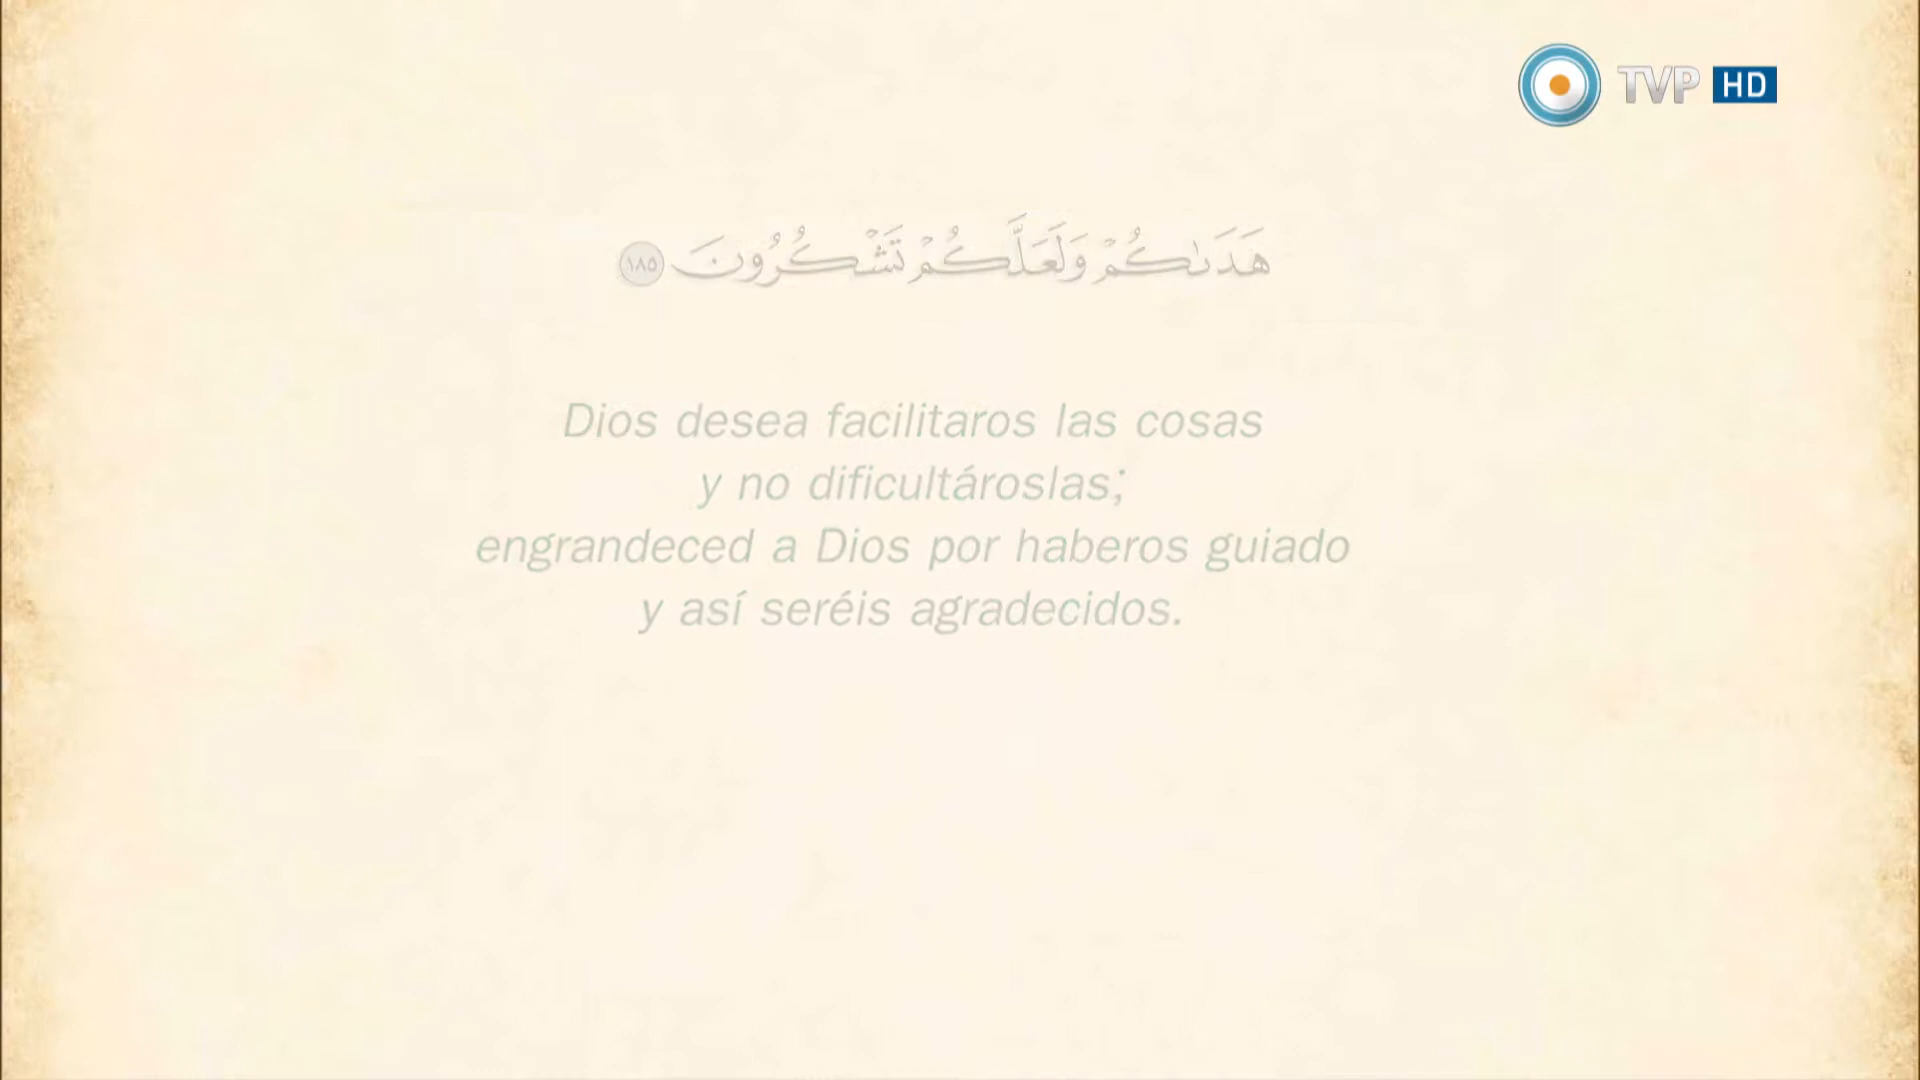 TVP HD
هَدَىٰكُمْ وَلَعَلَّكُمْ تَشْكُرُونَ ١٨٥
Dios desea facilitaros las cosas
y no dificultároslas;
engrandeced a Dios por haberos guiado
y así seréis agradecidos.